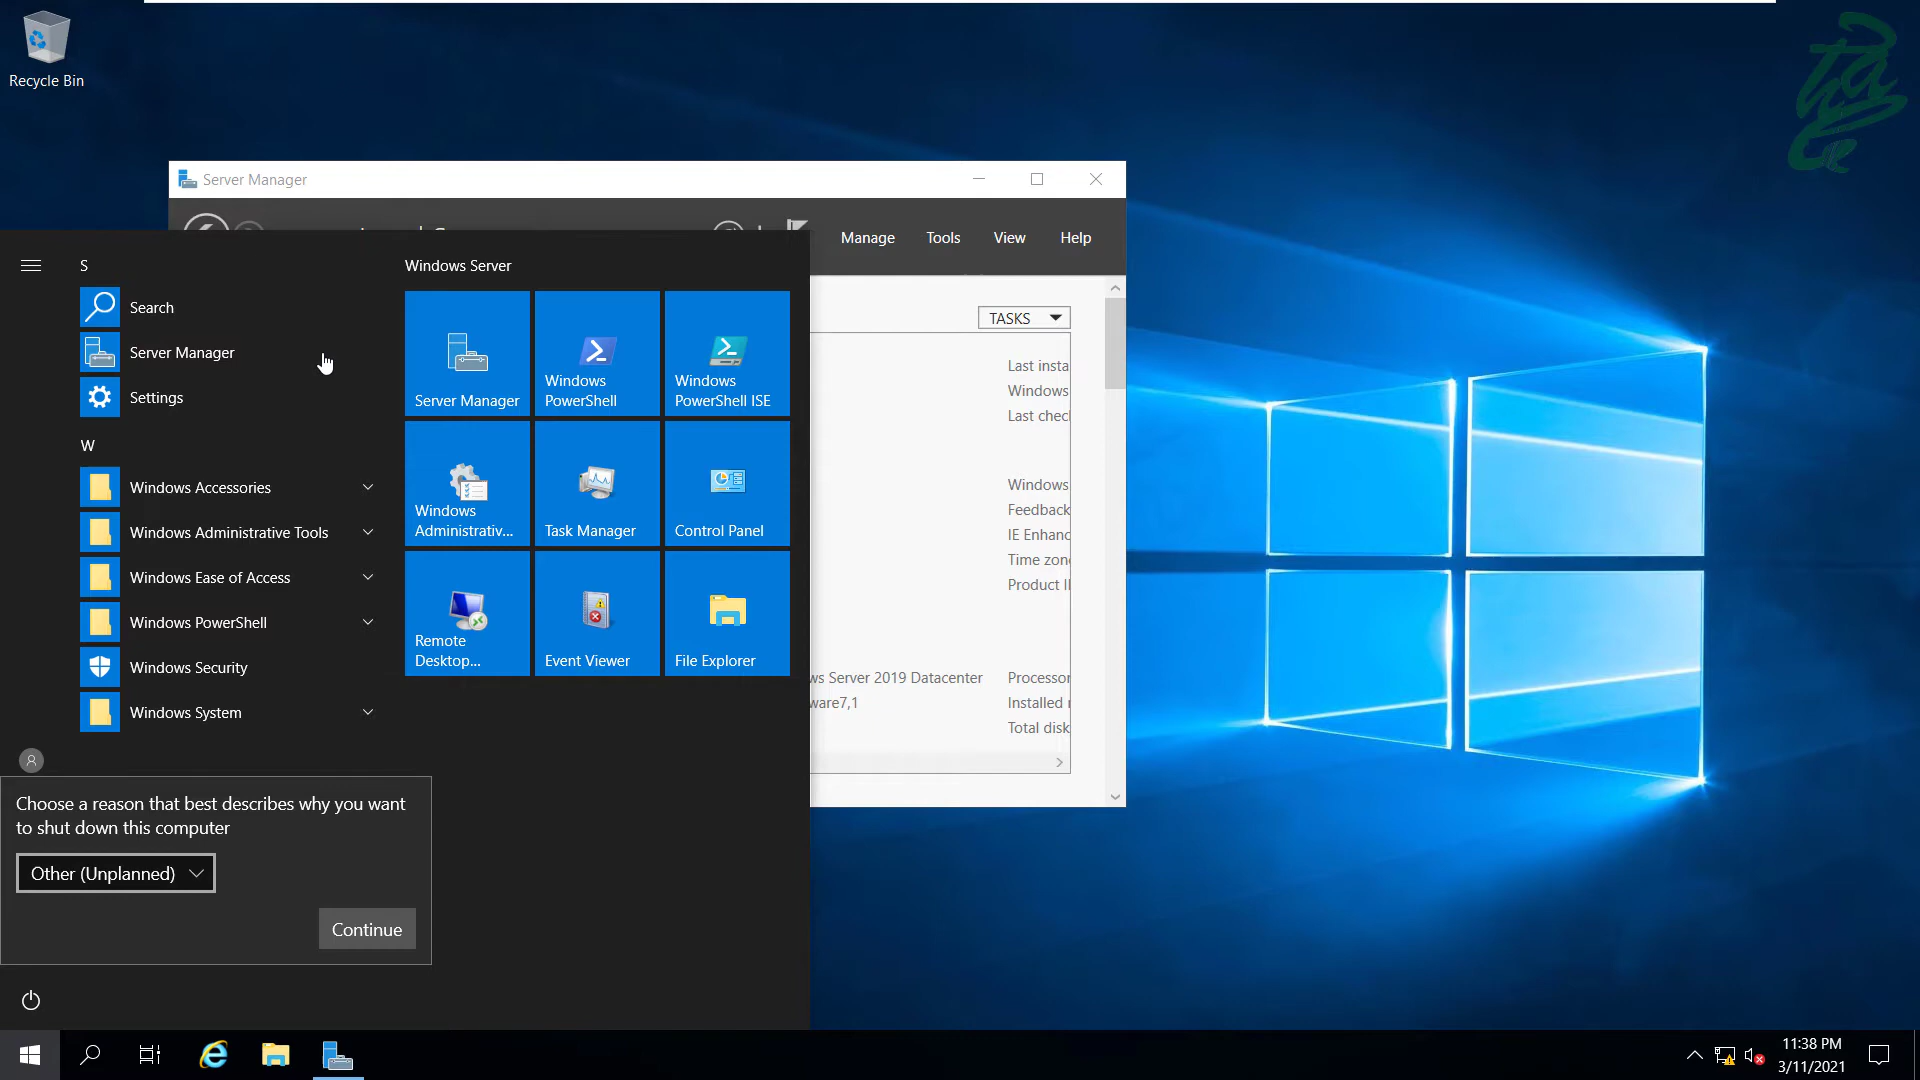 Recycle Bin
Server Manager
Manage
Tools
View
Help
S
Search
Server Manager
Settings
W
Windows Accessories
Windows Administrative Tools
Windows Ease of Access
Windows PowerShell
Windows Security
Windows System
Windows Server
Server Manager
Windows
PowerShell
Windows
PowerShell ISE
Windows
Administrativ...
Task Manager
Control Panel
Remote
Desktop...
Event Viewer
File Explorer
TASKS
Last insta
Windows
Last chec
Windows
Feedback
IE Enhanc
Time zon
Product I
ws Server 2019 Datacenter
Processor
ware7,1
Installed
Total disk
Choose a reason that best describes why you want
to shut down this computer
Other (Unplanned)
Continue
11:38 PM
3/11/2021